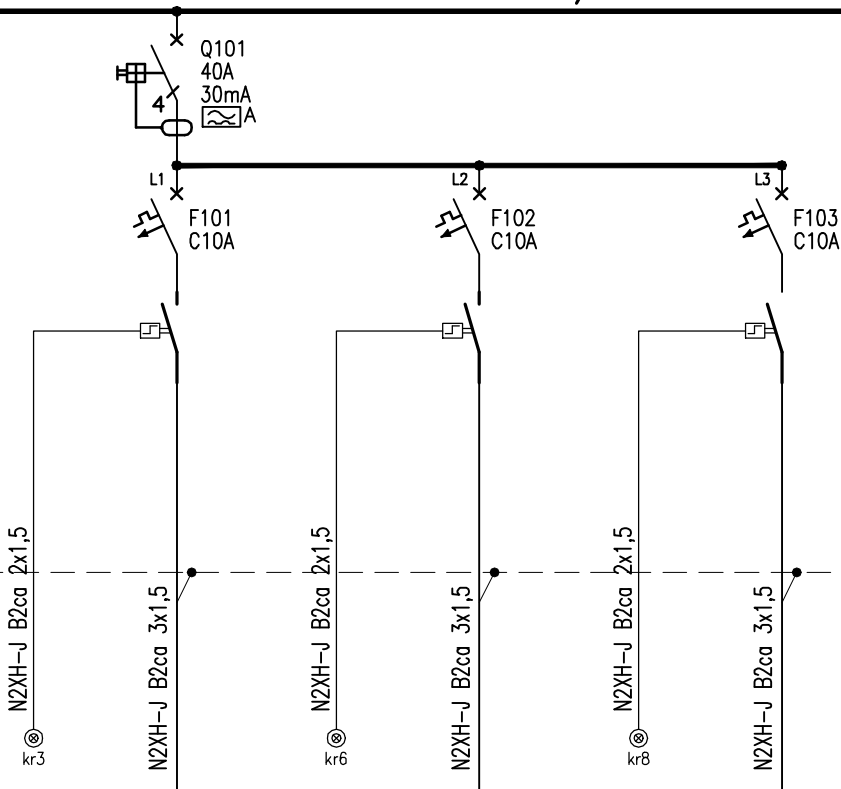 Q101
40A
30mA
A
4
L1
L2
L3
F101
C10A
F102
C10A
F103
C10A
N2XH-J B2ca 2x1,5
N2XH-J B2ca 3x1,5
N2XH-J B2ca 2x1,5
N2XH-J B2ca 3x1,5
N2XH-J B2ca 2x1,5
N2XH-J B2ca 3x1,5
kr3
kr6
kr8